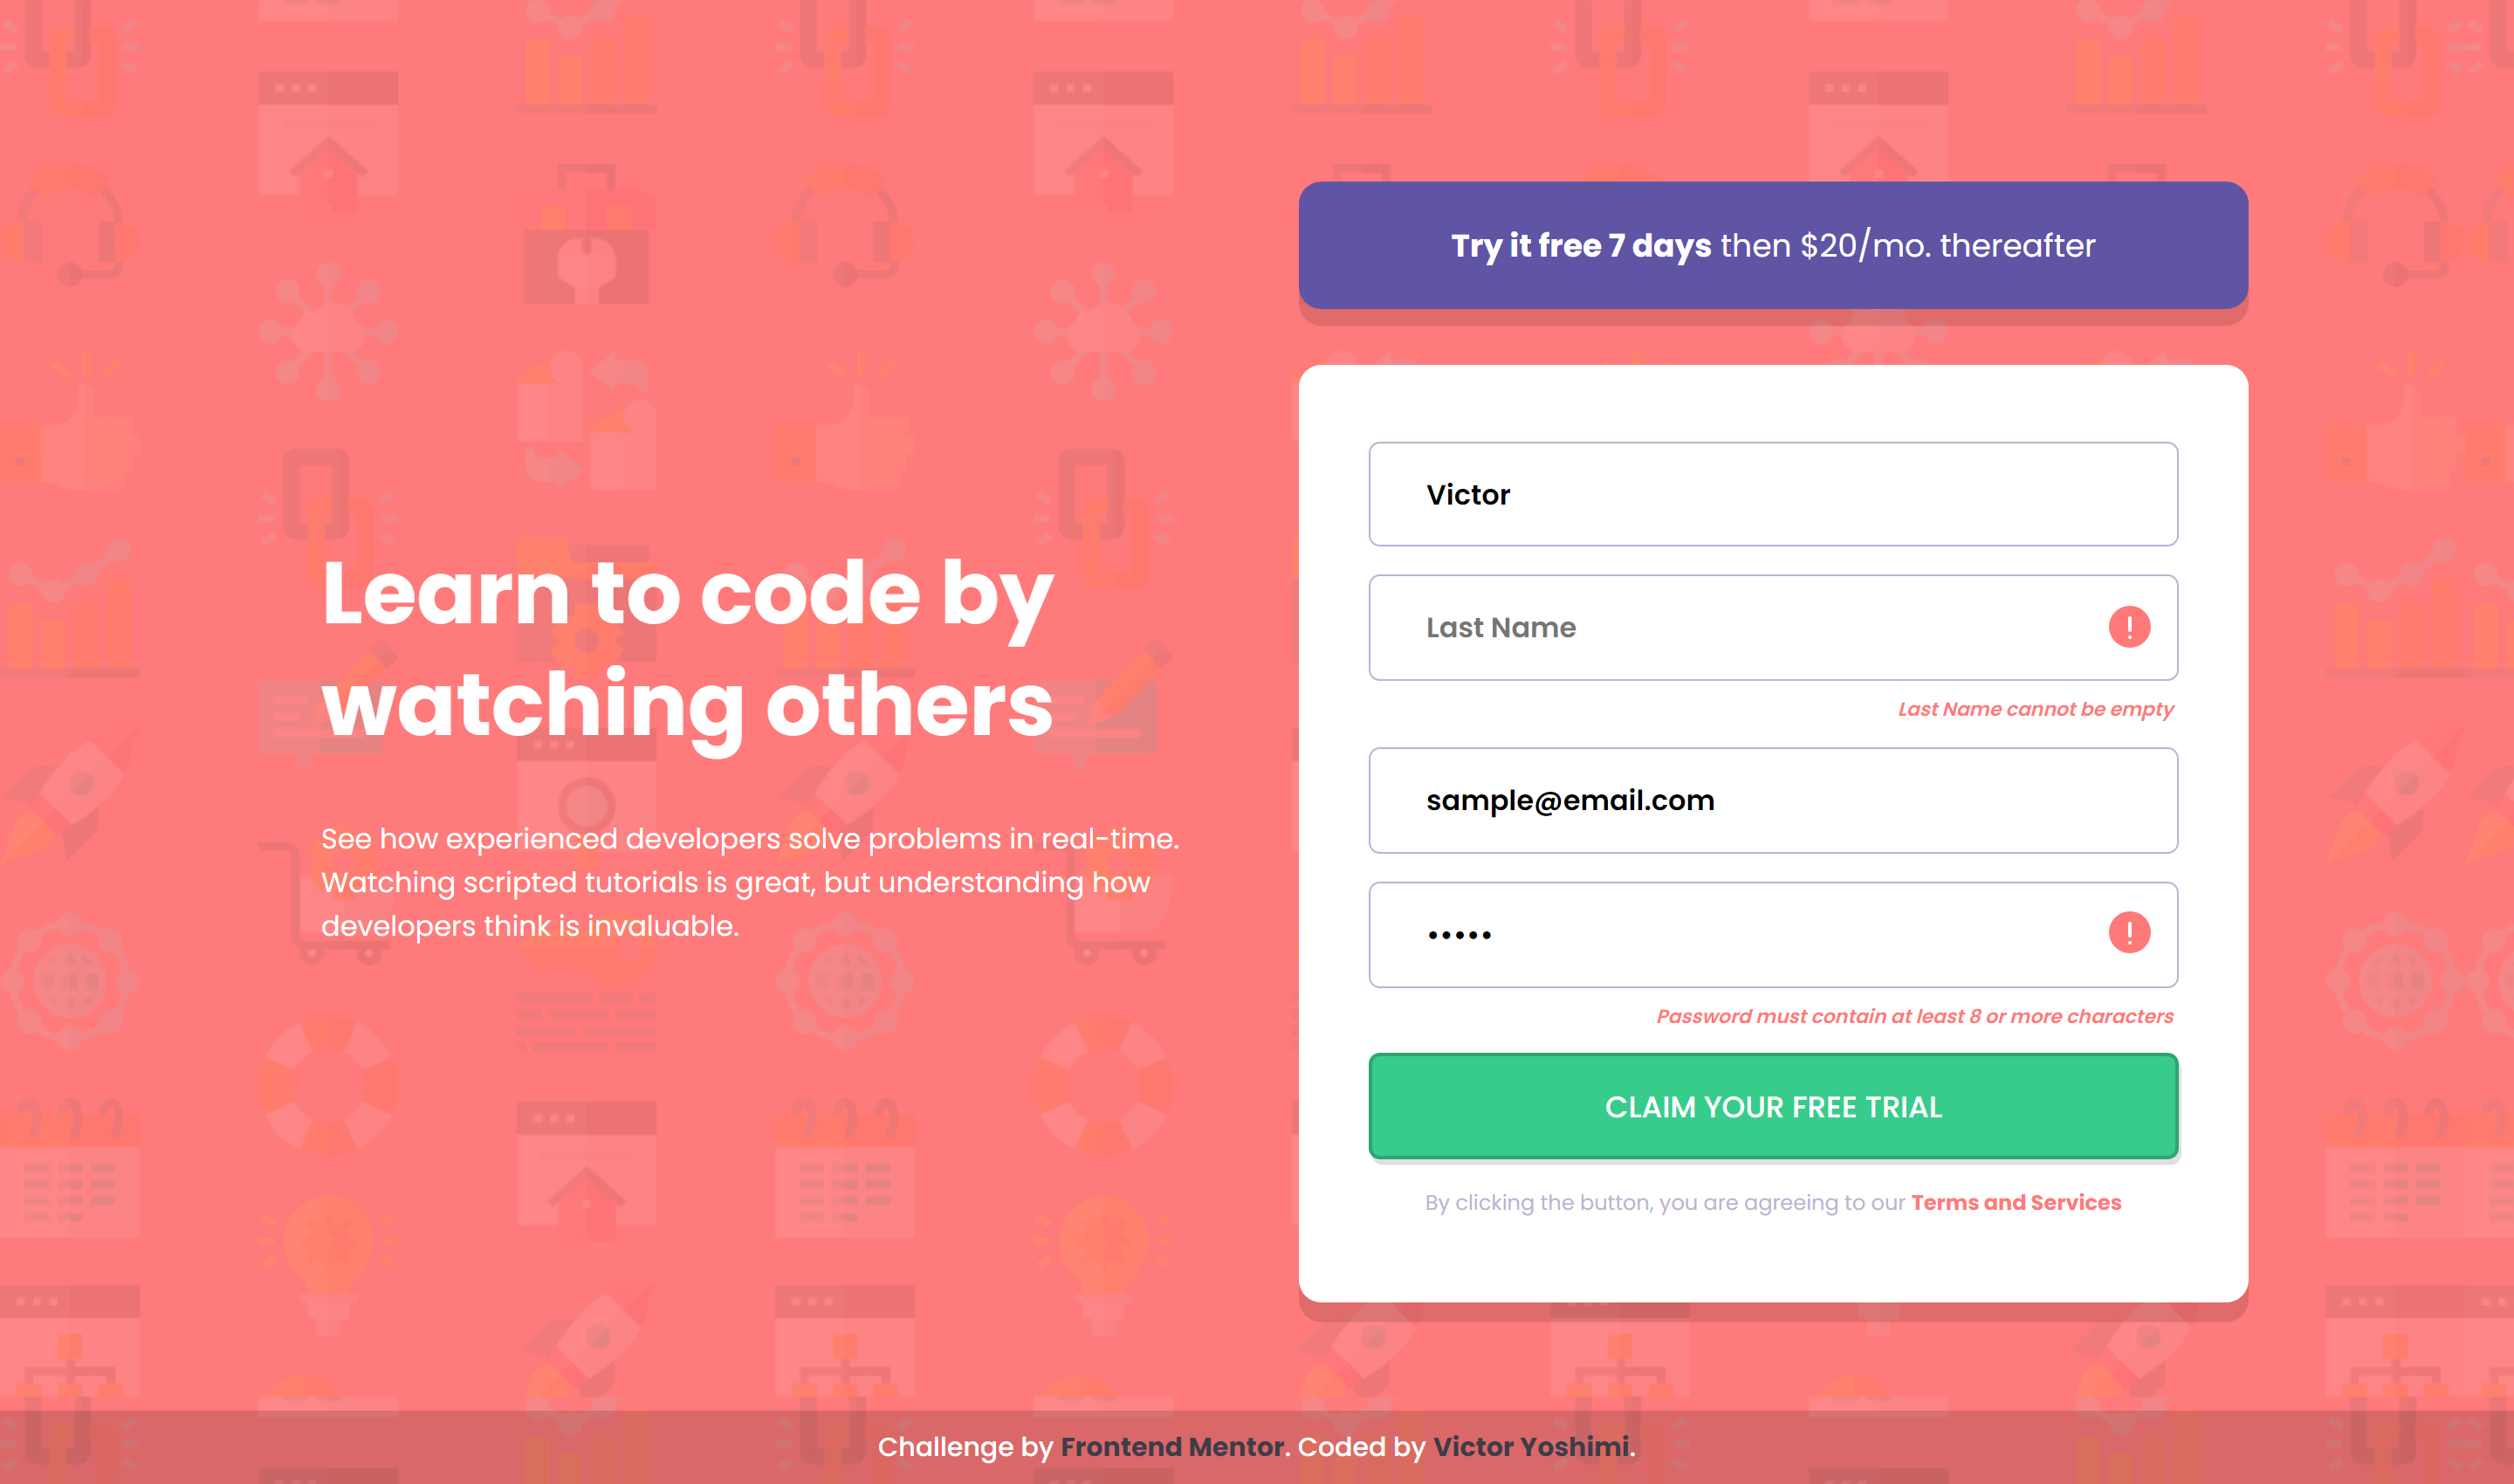 Learn to code by
watching others
See how experienced developers solve problems in real-time.
Watching scripted tutorials is great, but understanding how
developers think is invaluable.
Try it free 7 days then $20/mo. thereafter
Victor
Last Name
Last Name cannot be empty
sample@email.com
•••••
Password must contain at least 8 or more characters
CLAIM YOUR FREE TRIAL
By clicking the button, you are agreeing to our Terms and Services
Challenge by Frontend Mentor. Coded by Victor Yoshimi.